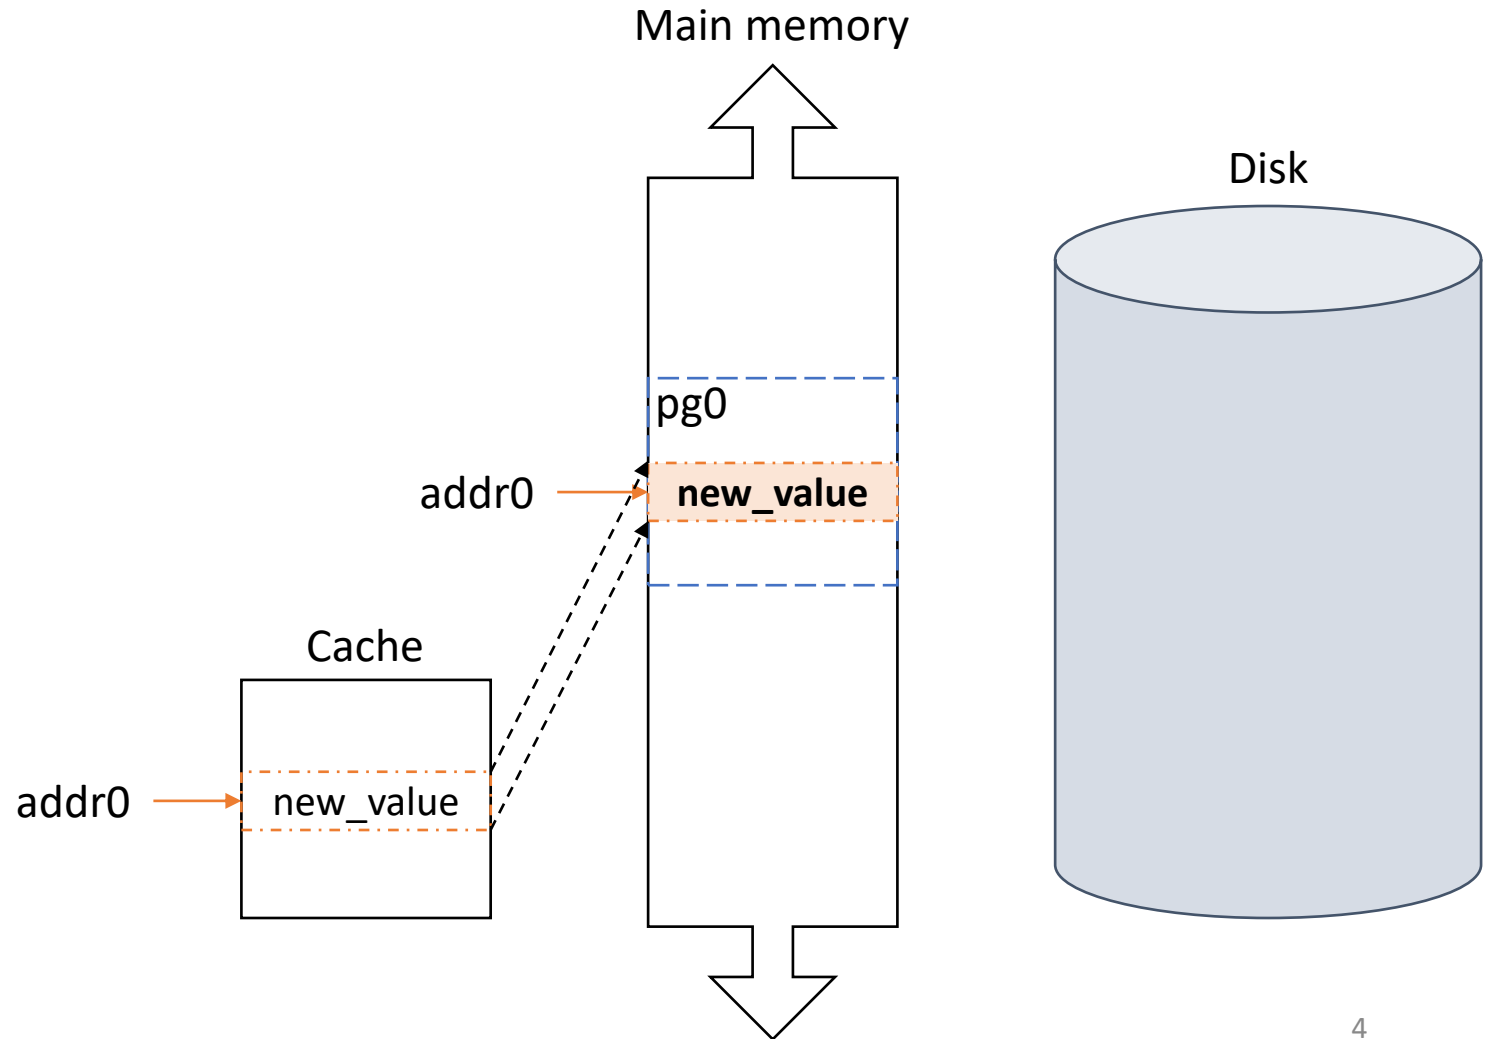 Main memory
Disk
pg0
addr0
new_value
Cache
addr0
new_value
4